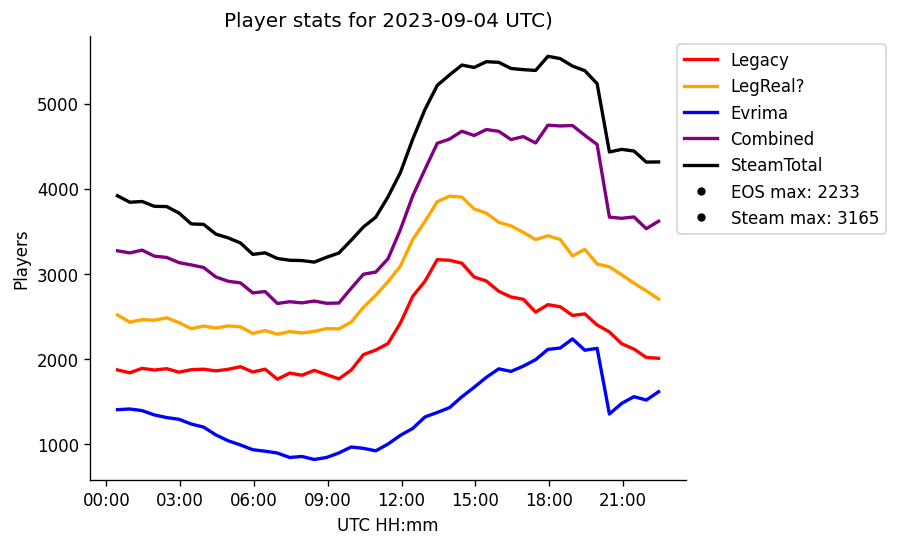 Player stats for 2023-09-04 UTC)
Legacy
LegReal?
Evrima
Combined
SteamTotal
EOS max: 2233
Steam max: 3165
Players
5000
4000
3000
2000
1000
00:00 03:00 06:00 09:00 12:00 15:00 18:00 21:00
UTC HH:mm